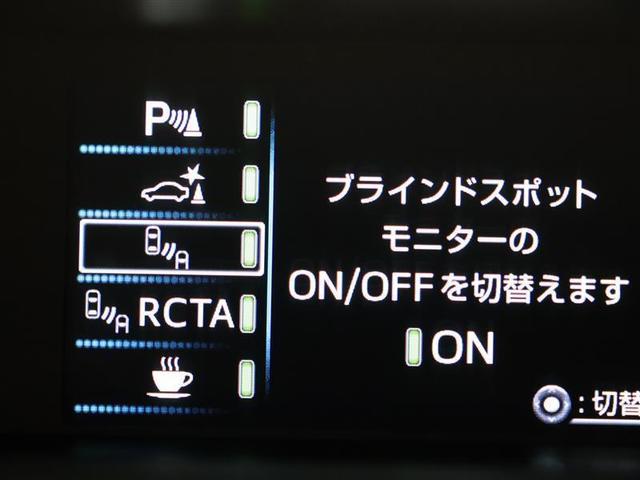 P
RCTA
ブラインドスポット
モニターの
ON/OFFを切替えます
ON
:切替